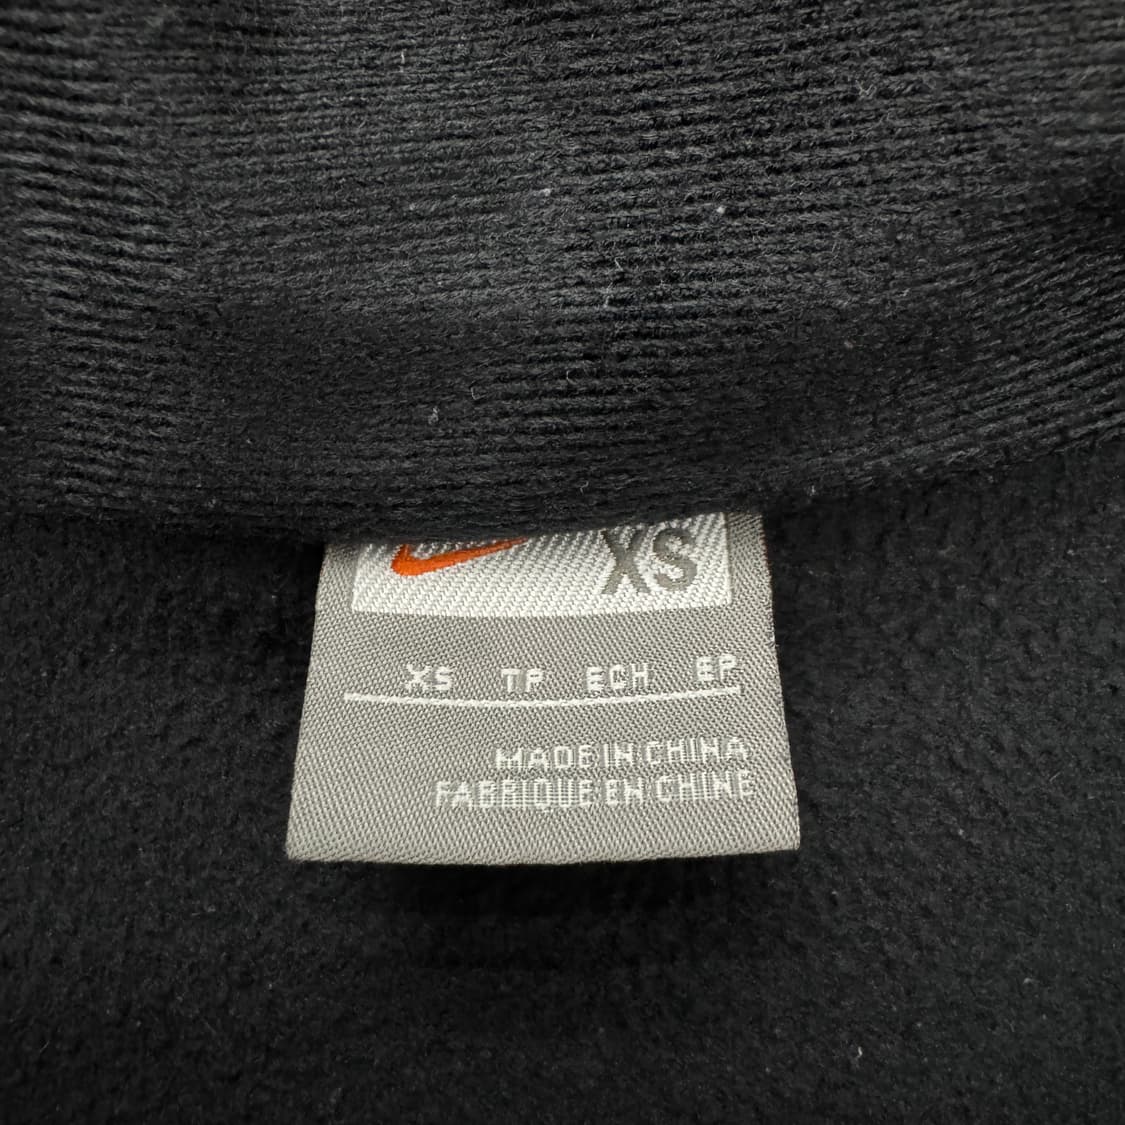 XS
XS TP ECH EP
MADE IN CHINA
FABRIQUE EN CHINE